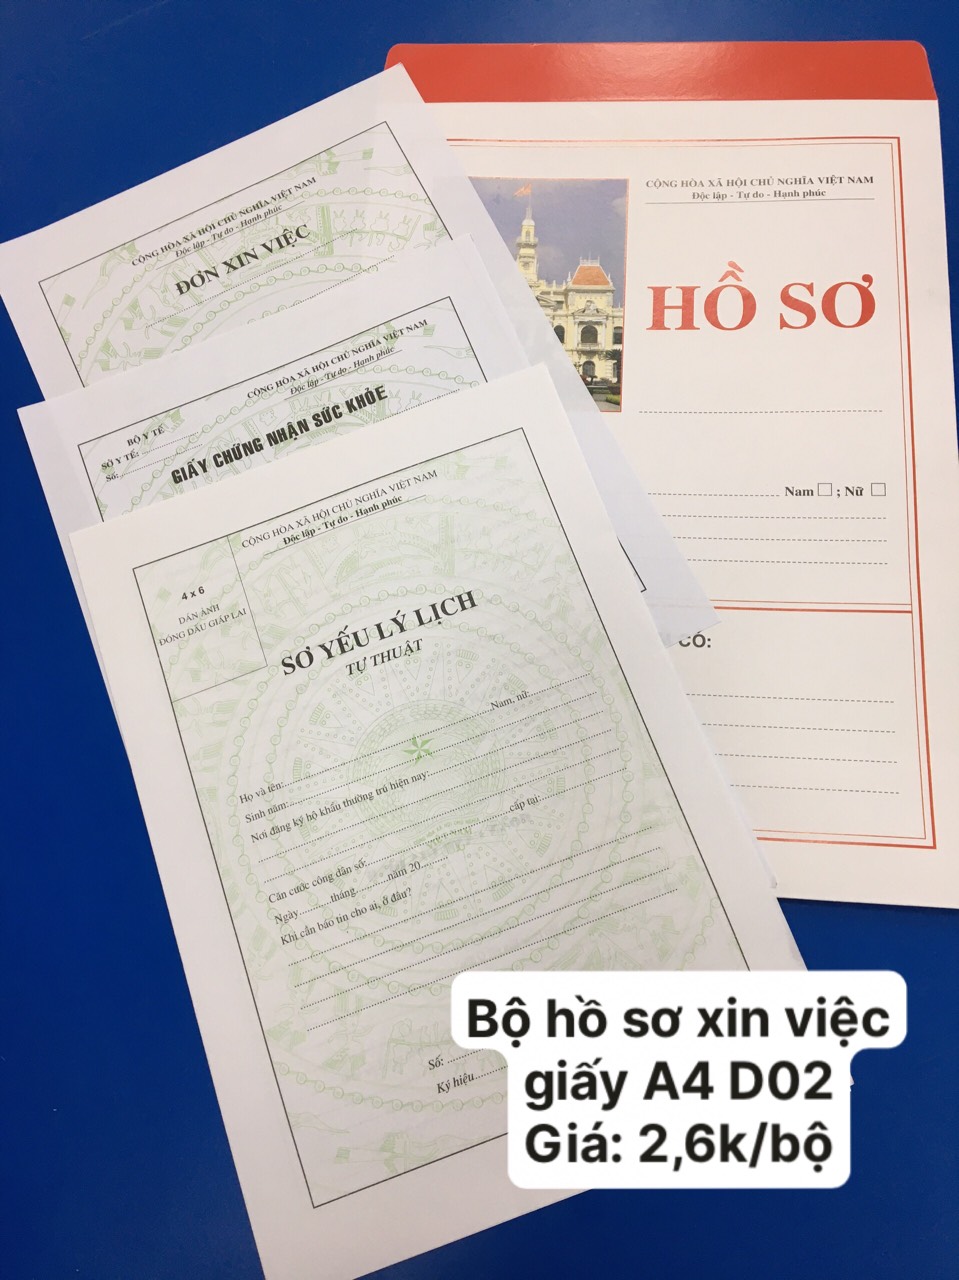 CỘNG HÒA XÃ HỘI CHỦ NGHĨA VIỆT NAM
Độc lập - Tự do - Hạnh phúc
ĐƠN XIN VIỆC
CỘNG HÒA XÃ HỘI CHỦ NGHĨA VIỆT NAM
Độc lập - Tự do - Hạnh phúc
HỒ SƠ
Nam ; Nữ
CÓ:
BỘ Y TẾ
SỞ Y TẾ:
Số:
CỘNG HÒA XÃ HỘI CHỦ NGHĨA VIỆT NAM
Độc lập - Tự do - Hạnh phúc
GIẤY CHỨNG NHẬN SỨC KHỎE
CỘNG HÒA XÃ HỘI CHỦ NGHĨA VIỆT NAM
Độc lập - Tự do - Hạnh phúc
4 x 6
DÁN ẢNH
ĐÓNG DẤU GIÁP LAI
SƠ YẾU LÝ LỊCH
TỰ THUẬT
Họ và tên: Nam, nữ:
Sinh năm:
Nơi đăng ký hộ khẩu thường trú hiện nay:
Căn cước công dân số: cấp tại:
Ngày tháng năm 20
Khi cần báo tin cho ai, ở đâu?
Số:
Ký hiệu
Bộ hồ sơ xin việc
giấy A4 D02
Giá: 2,6k/bộ